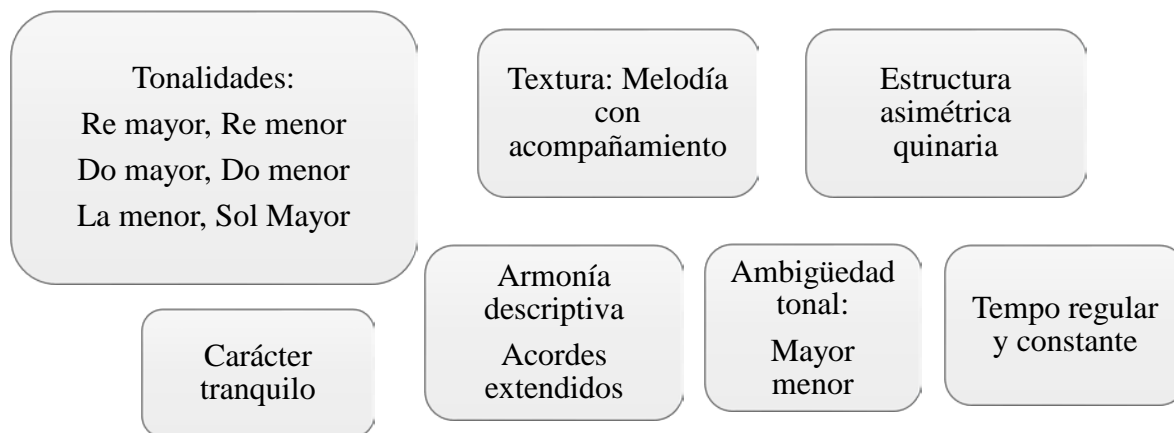 Tonalidades:
Re mayor, Re menor
Do mayor, Do menor
La menor, Sol Mayor
Textura: Melodía
con
acompañamiento
Estructura
asimétrica
quinaria
Carácter
tranquilo
Armonía
descriptiva
Acordes
extendidos
Ambigüedad
tonal:
Mayor
menor
Tempo regular
y constante